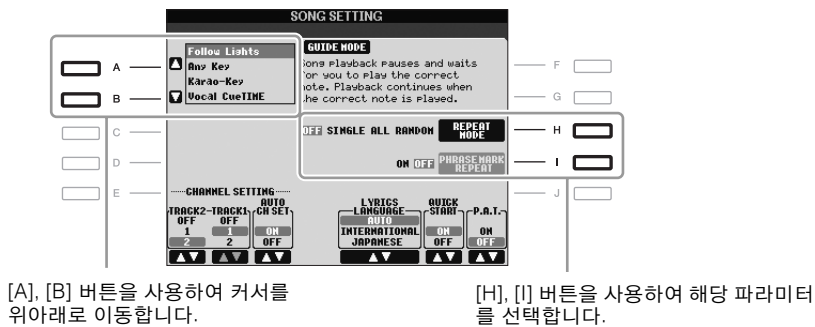 SONG SETTING
Follow Lights
Any Key
Karao-Key
Vocal CueTIME
GUIDE MODE
Song playback pauses and waits
for you to play the correct
note. Playback continues when
the correct note is played.
A
B
C
D
E
F
G
H
I
J
OFF SINGLE ALL RANDOM REPEAT MODE
ON OFF PHRASE MARK REPEAT
CHANNEL SETTING
TRACK2 TRACK1 AUTO CH SET
OFF OFF
1 1 ON
2 2 OFF
LYRICS LANGUAGE
AUTO
INTERNATIONAL
JAPANESE
QUICK START
ON
OFF
P.A.T.
ON
OFF
[A], [B] 버튼을 사용하여 커서를
위아래로 이동합니다.
[H], [I] 버튼을 사용하여 해당 파라미터
를 선택합니다.